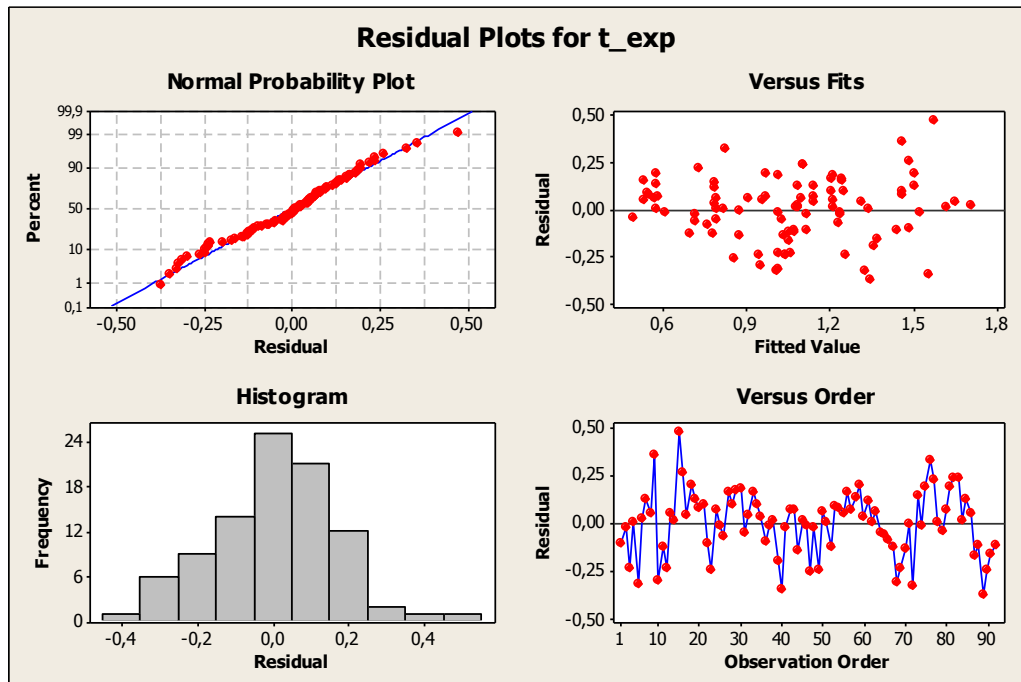 Residual Plots for t_exp
Normal Probability Plot
Percent
99,9
99
90
50
10
1
0,1
-0,50 -0,25 0,00 0,25 0,50
Residual
Versus Fits
Residual
0,50
0,25
0,00
-0,25
-0,50
0,6 0,9 1,2 1,5 1,8
Fitted Value
Histogram
Frequency
24
18
12
6
0
-0,4 -0,2 0,0 0,2 0,4
Residual
Versus Order
Residual
0,50
0,25
0,00
-0,25
-0,50
1 10 20 30 40 50 60 70 80 90
Observation Order